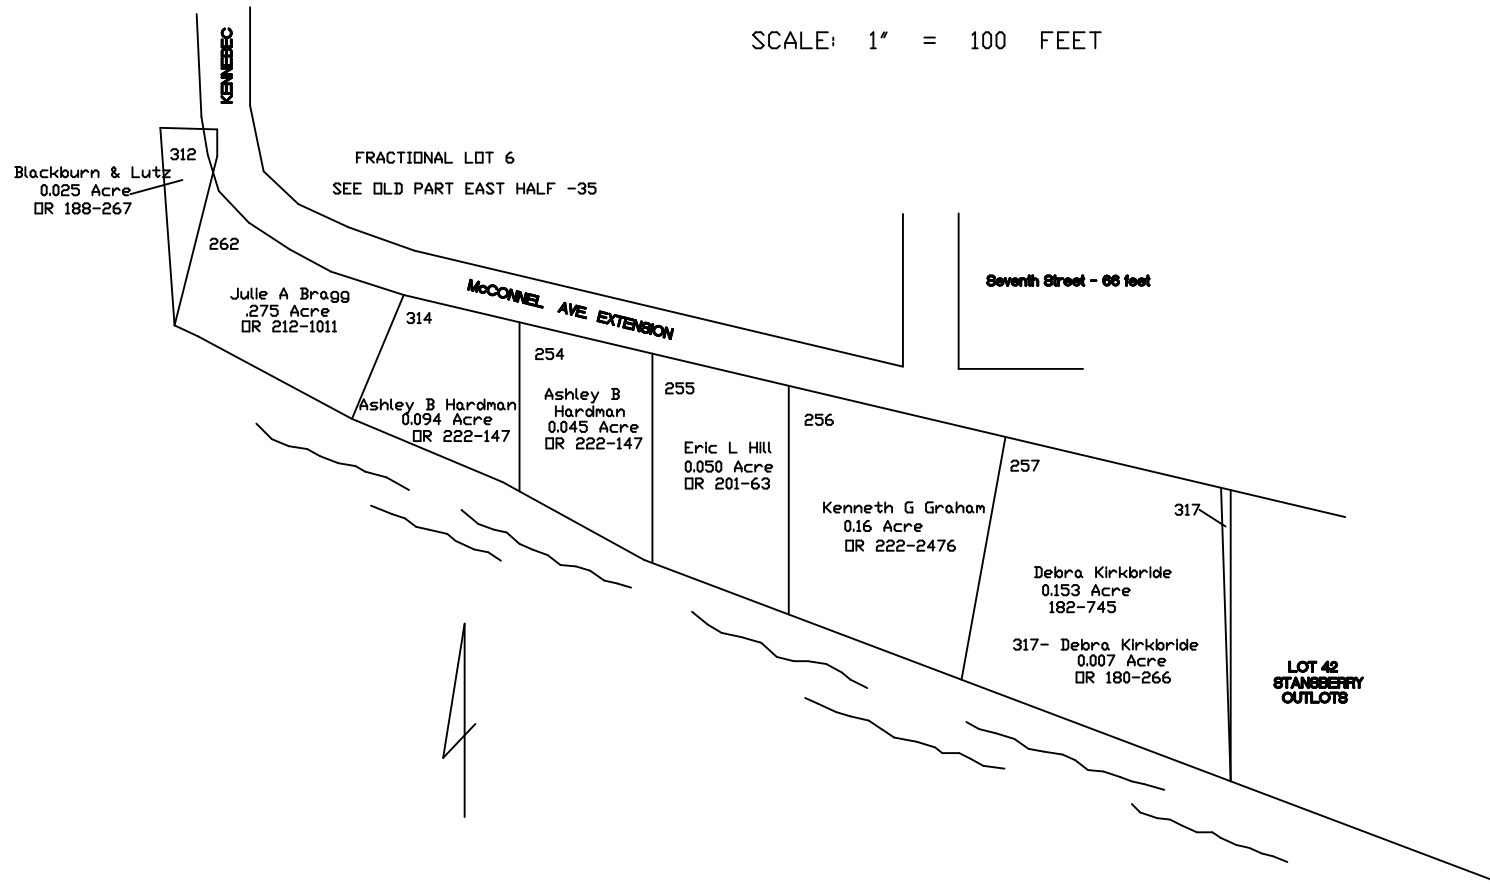 SCALE: 1" = 100 FEET
KENNEBEC
312
Blackburn & Lutz
0.025 Acre
OR 188-267
FRACTIONAL LOT 6
SEE OLD PART EAST HALF -35
262
Julie A Bragg
.275 Acre
OR 212-1011
McCONNEL AVE. EXTENSION
Seventh Street - 66 feet
314
Ashley B Hardman
0.094 Acre
OR 222-147
254
Ashley B
Hardman
0.045 Acre
OR 222-147
255
Eric L Hill
0.050 Acre
OR 201-63
256
Kenneth G Graham
0.16 Acre
OR 222-2476
257
317
Debra Kirkbride
0.153 Acre
182-745
317- Debra Kirkbride
0.007 Acre
OR 180-266
LOT 42
STANSBERRY
OUTLOTS